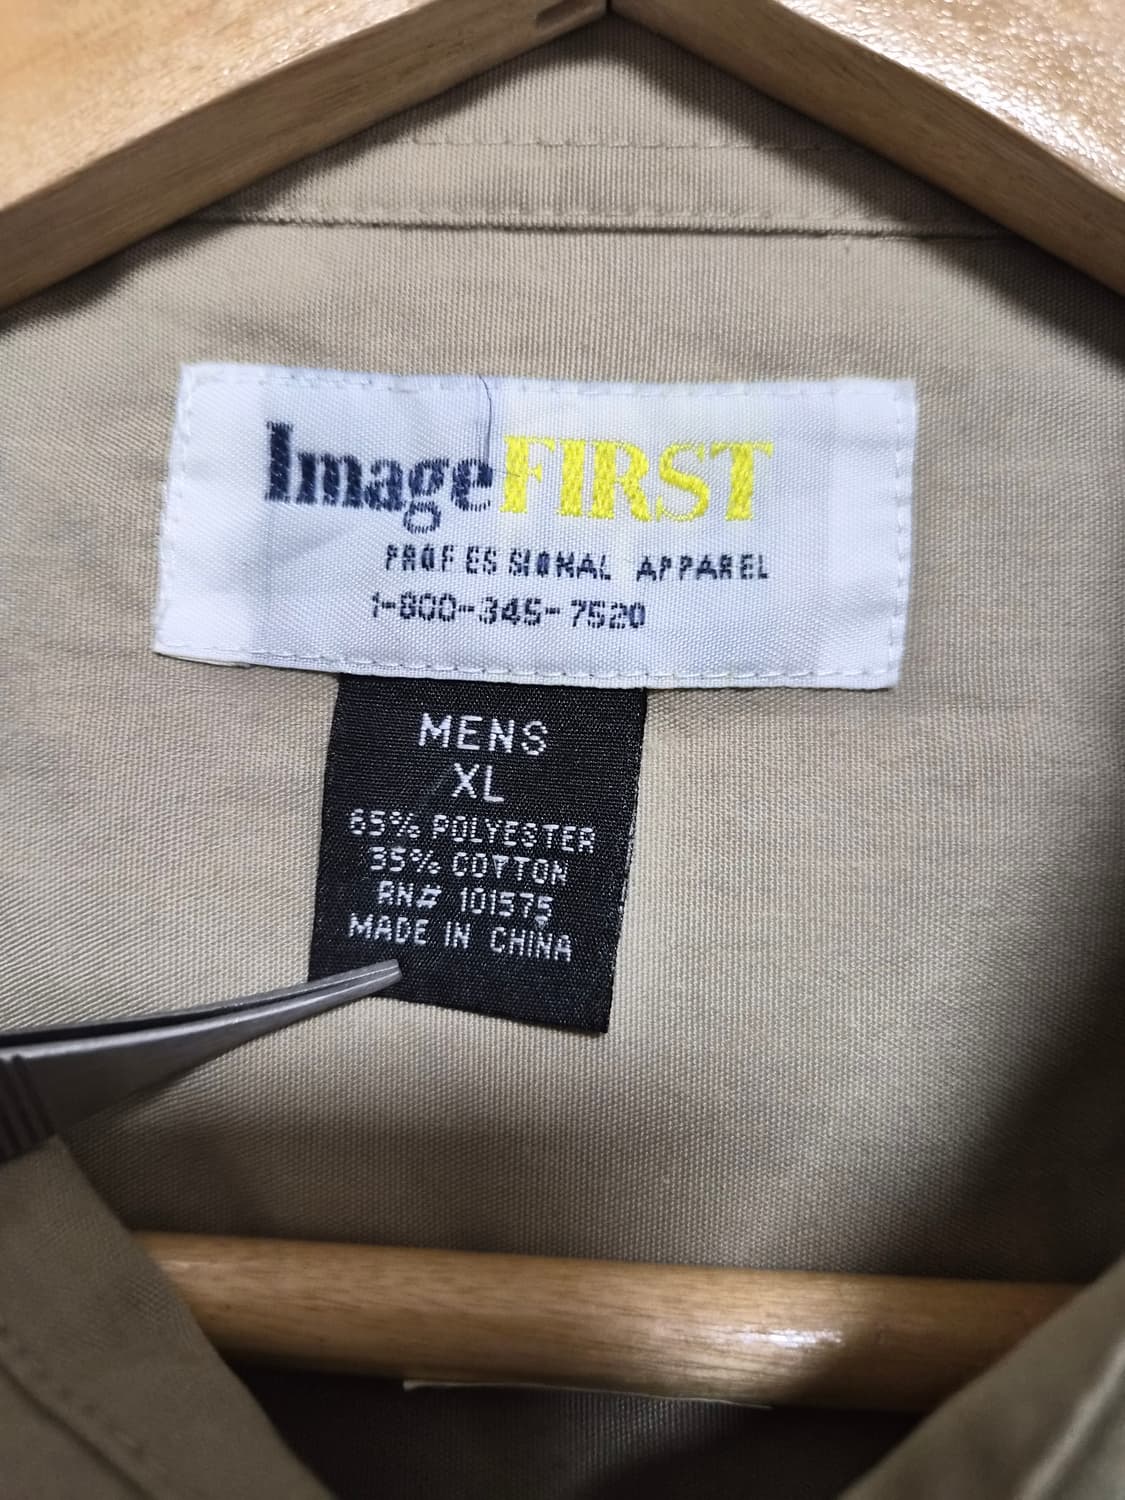 ImageFIRST
PROFESSIONAL APPAREL
1-800-345-7520
MENS
XL
65% POLYESTER
35% COTTON
RN# 101575
MADE IN CHINA